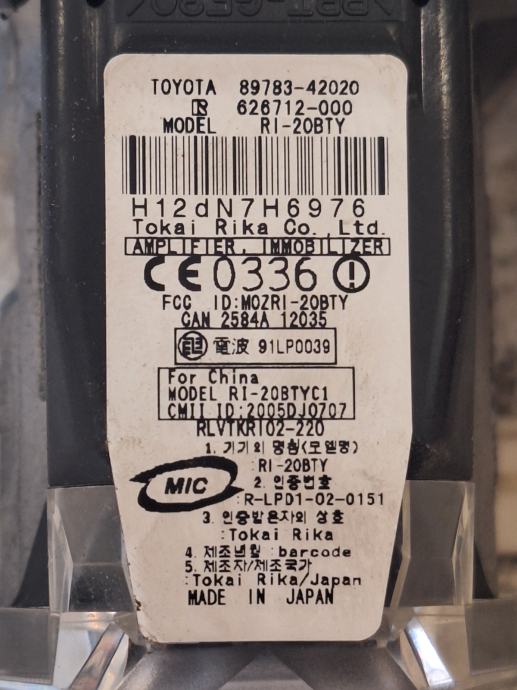 >PBT-GF30<
TOYOTA 89783-42020
R 626712-000
MODEL RI-20BTY
H12dN7H6976
Tokai Rika Co., Ltd.
AMPLIFIER, IMMOBILIZER
CE0336
FCC ID:MOZRI-20BTY
CAN 2584A 12035
電波 91LP0039
For China
MODEL RI-20BTYC1
CMII ID:2005DJ0707
RLVTKRI02-220
1. 기기의 명칭(모델명)
:RI-20BTY
MIC
2. 인증번호
:R-LPD1-02-0151
3. 인증받은자의 상호
:Tokai Rika
4. 제조년월 : barcode
5. 제조자/제조국가
:Tokai Rika/Japan
MADE IN JAPAN